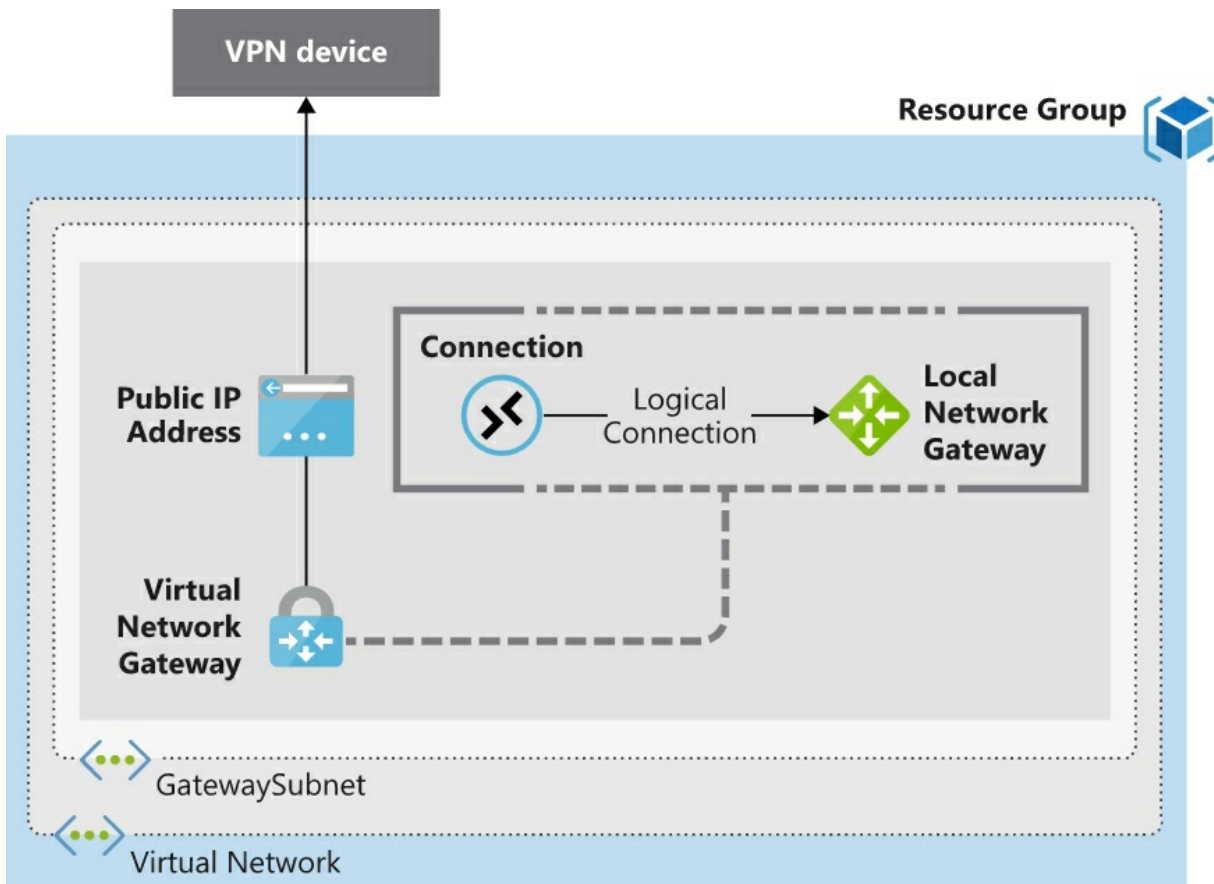 VPN device
Resource Group
Connection
Public IP
Address
Logical
Connection
Local
Network
Gateway
Virtual
Network
Gateway
GatewaySubnet
Virtual Network